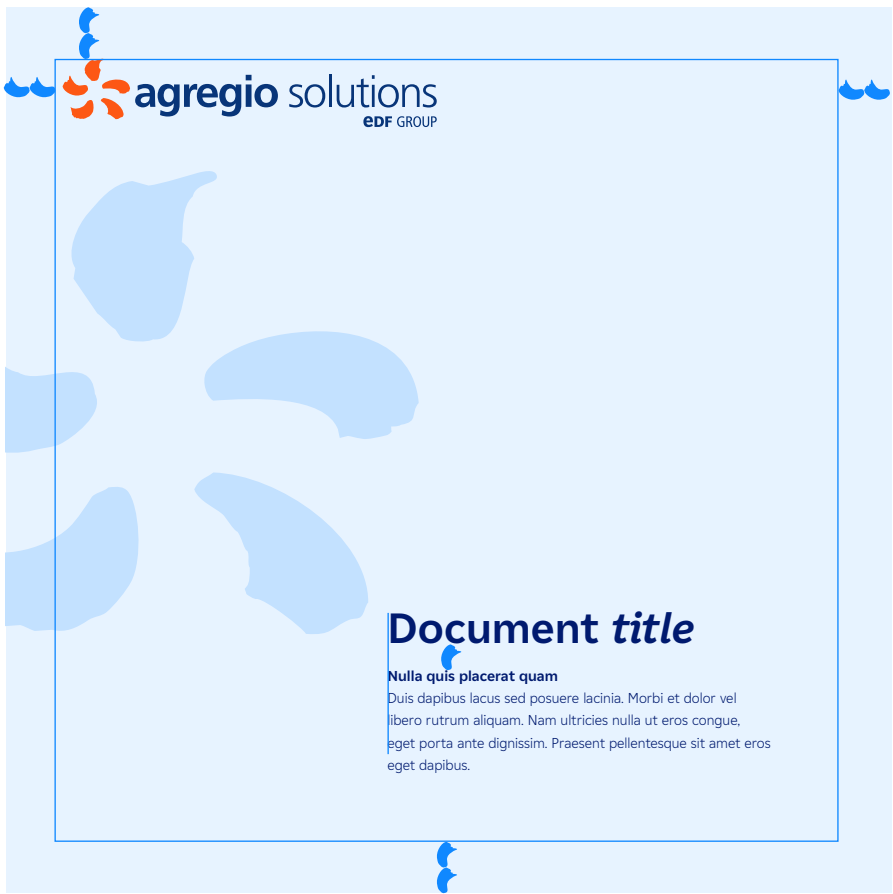 agregio solutions
eDF GROUP
Document title
Nulla quis placerat quam
Duis dapibus lacus sed posuere lacinia. Morbi et dolor vel
libero rutrum aliquam. Nam ultricies nulla ut eros congue,
eget porta ante dignissim. Praesent pellentesque sit amet eros
eget dapibus.